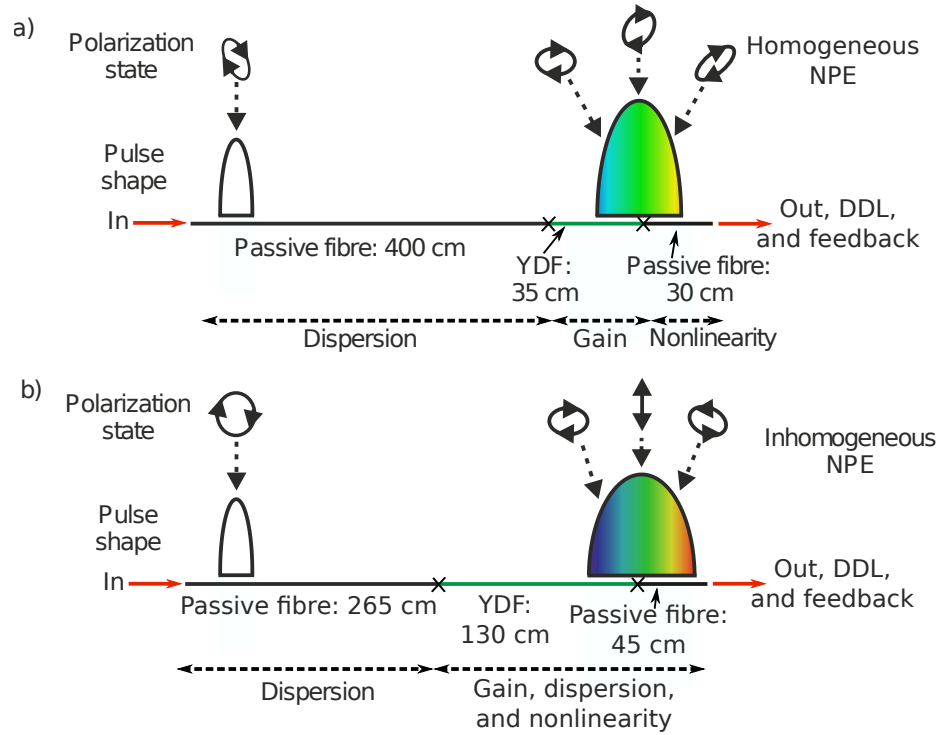 a)
Polarization
state
Homogeneous
NPE
Pulse
shape
In
Out, DDL,
and feedback
Passive fibre: 400 cm
YDF:
35 cm
Passive fibre:
30 cm
Dispersion
Gain
Nonlinearity
b)
Polarization
state
Inhomogeneous
NPE
Pulse
shape
In
Out, DDL,
and feedback
Passive fibre: 265 cm
YDF:
130 cm
Passive fibre:
45 cm
Dispersion
Gain, dispersion,
and nonlinearity